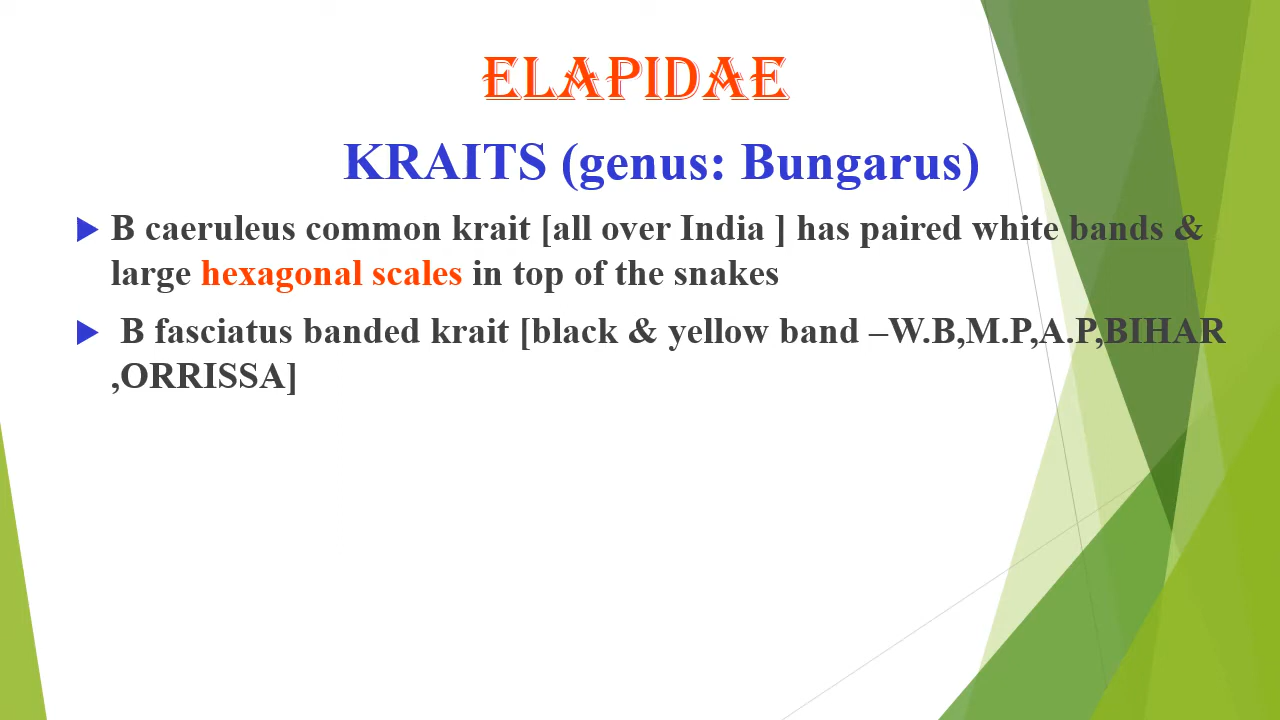 ELAPIDAE
KRAITS (genus: Bungarus)
B caeruleus common krait [all over India ] has paired white bands &
large hexagonal scales in top of the snakes
B fasciatus banded krait [black & yellow band –W.B,M.P,A.P,BIHAR
,ORRISSA]